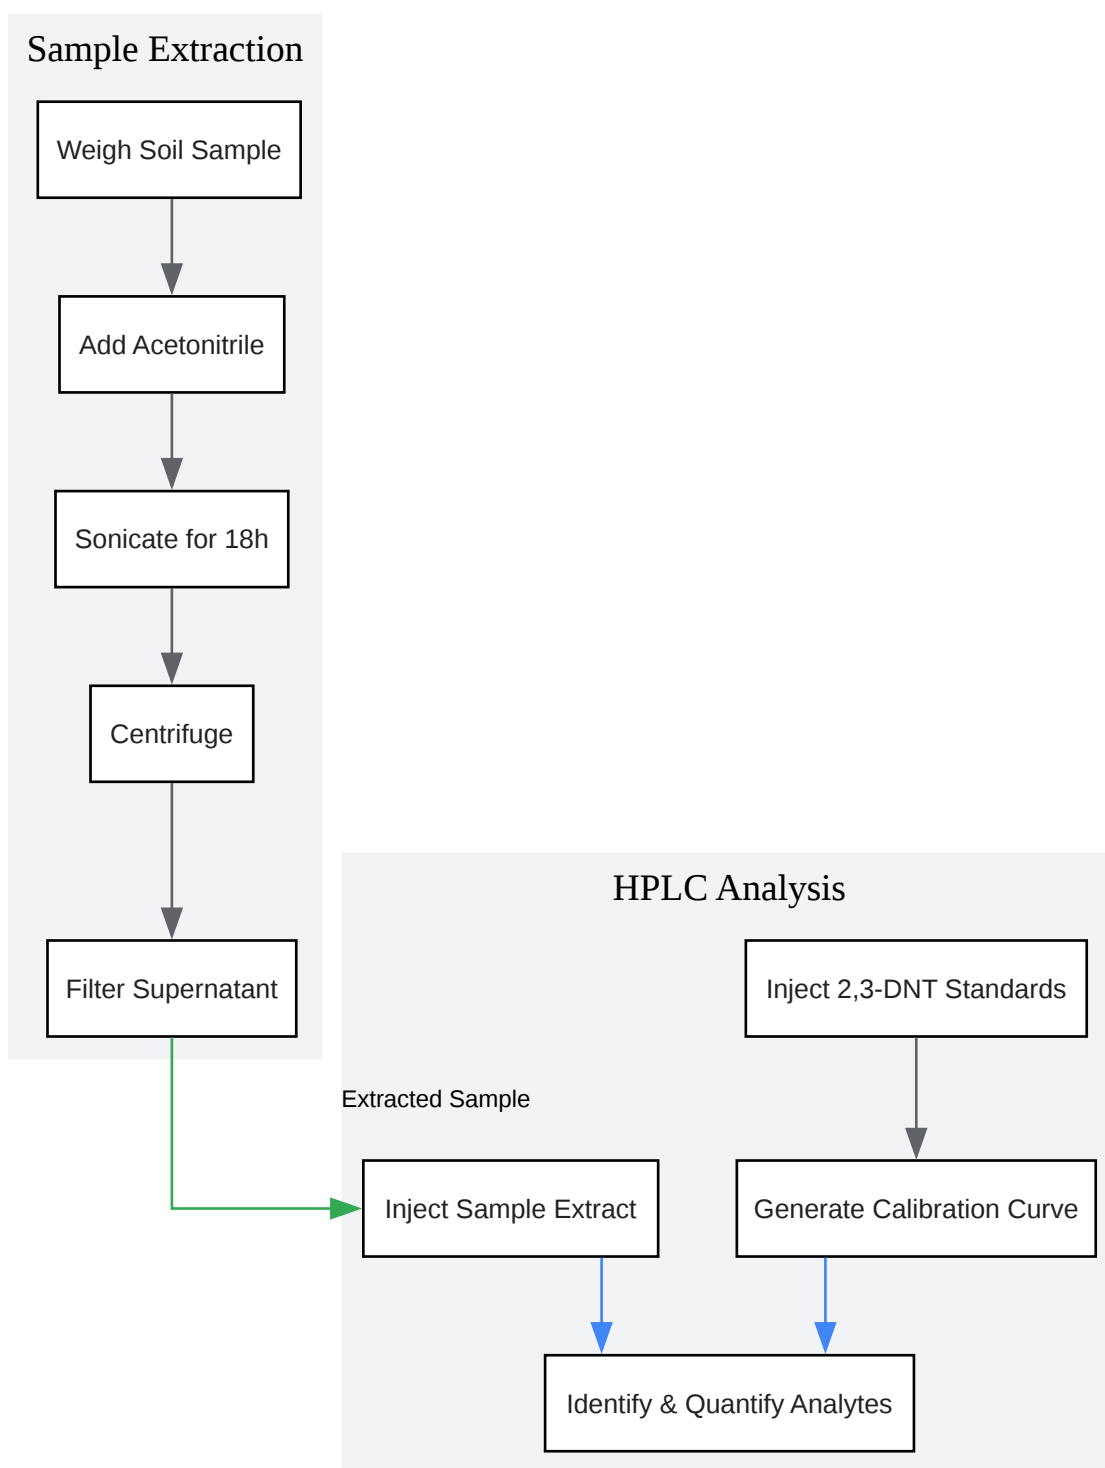 Sample Extraction
Weigh Soil Sample
Add Acetonitrile
Sonicate for 18h
Centrifuge
Filter Supernatant
HPLC Analysis
Inject 2,3-DNT Standards
Extracted Sample
Inject Sample Extract
Generate Calibration Curve
Identify & Quantify Analytes